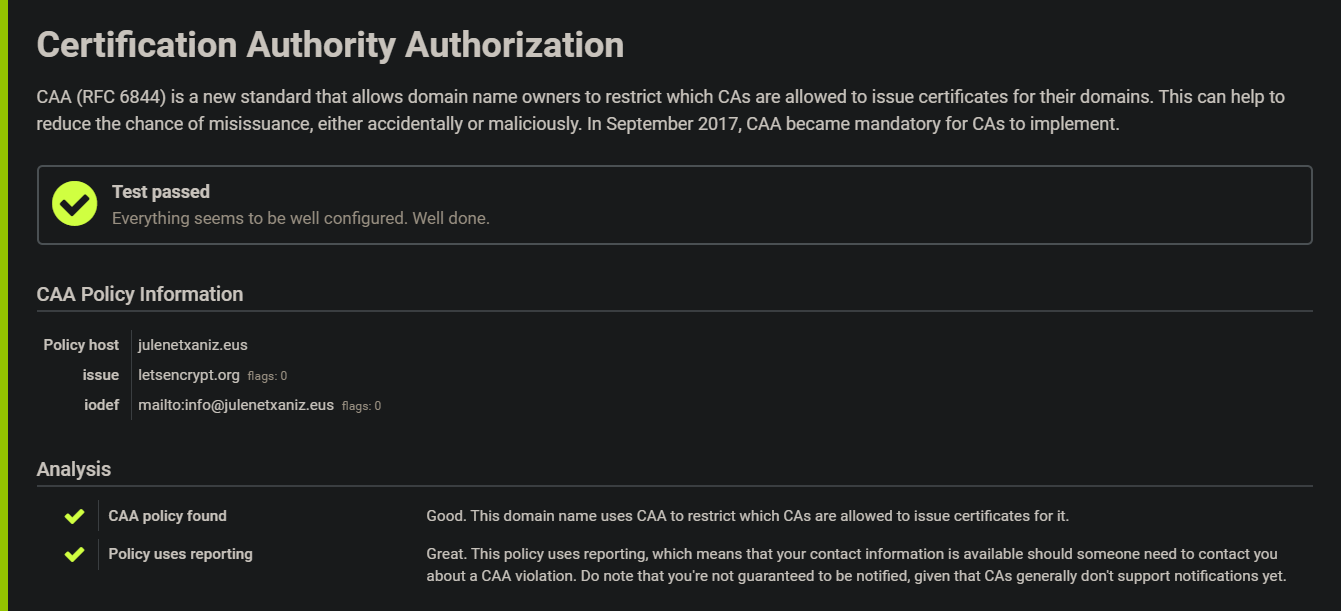 Certification Authority Authorization
CAA (RFC 6844) is a new standard that allows domain name owners to restrict which CAs are allowed to issue certificates for their domains. This can help to
reduce the chance of misissuance, either accidentally or maliciously. In September 2017, CAA became mandatory for CAs to implement.
Test passed
Everything seems to be well configured. Well done.
CAA Policy Information
Policy host julenetxaniz.eus
issue letsencrypt.org flags: 0
iodef mailto:info@julenetxaniz.eus flags: 0
Analysis
CAA policy found Good. This domain name uses CAA to restrict which CAs are allowed to issue certificates for it.
Policy uses reporting Great. This policy uses reporting, which means that your contact information is available should someone need to contact you
about a CAA violation. Do note that you're not guaranteed to be notified, given that CAs generally don't support notifications yet.